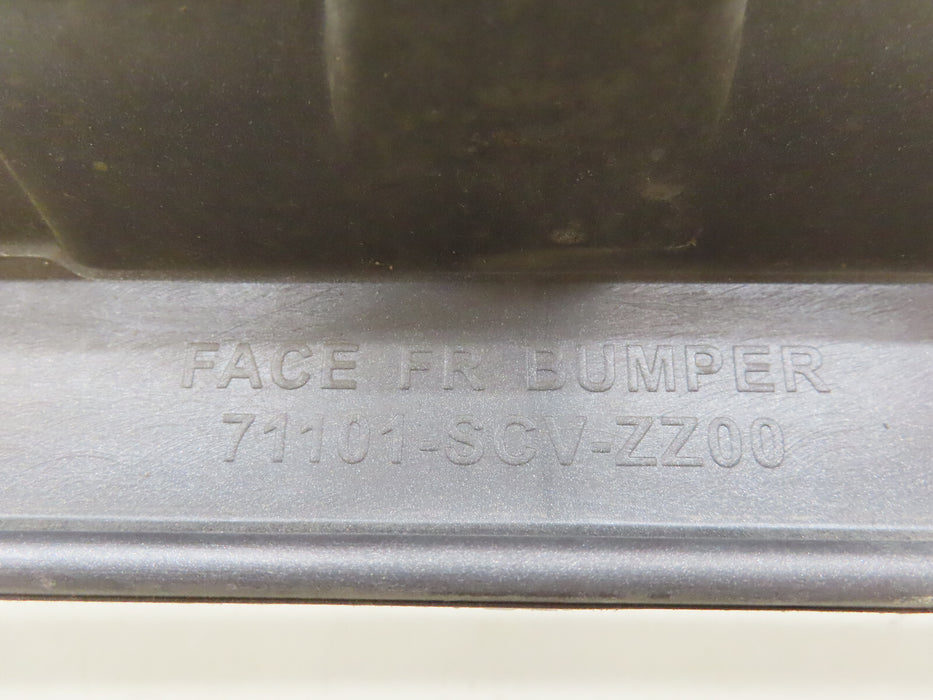 FACE FR BUMPER
71101-SCV-ZZ00